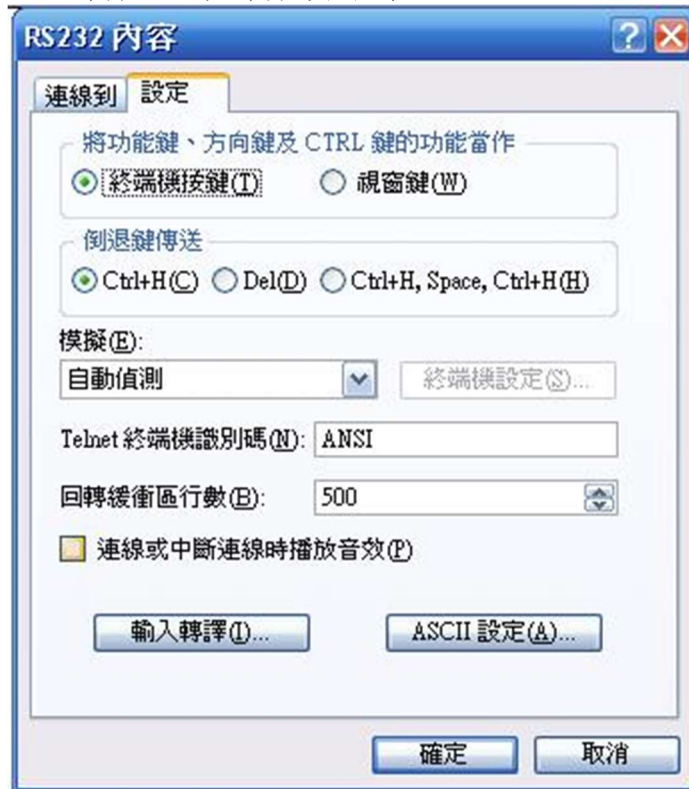 RS232 內容
連線到 設定
將功能鍵、方向鍵及 CTRL 鍵的功能當作
終端機按鍵(T) 視窗鍵(W)
倒退鍵傳送
Ctrl+H(C) Del(D) Ctrl+H, Space, Ctrl+H(H)
模擬(E):
自動偵測 終端機設定(S)...
Telnet 終端機識別碼(N): ANSI
回轉緩衝區行數(B): 500
連線或中斷連線時播放音效(P)
輸入轉譯(I)... ASCII 設定(A)...
確定 取消